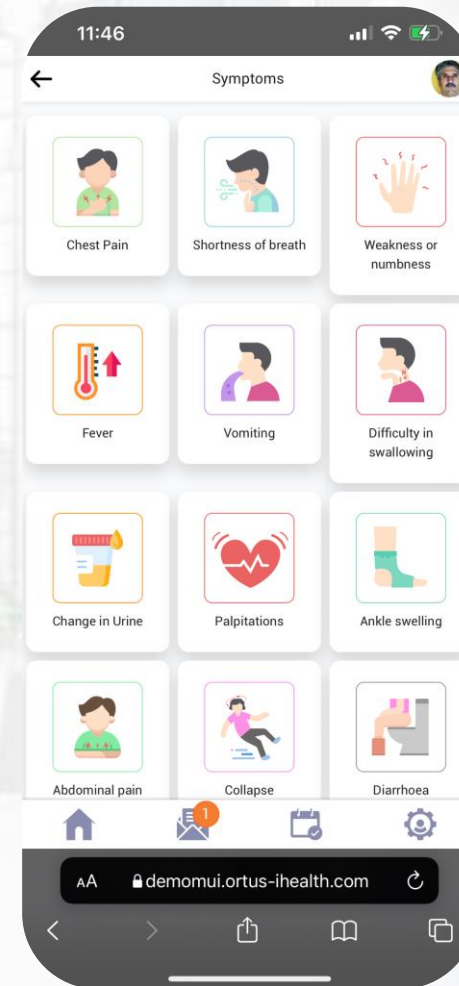 11:46
Symptoms
Chest Pain
Shortness of breath
Weakness or
numbness
Fever
Vomiting
Difficulty in
swallowing
Change in Urine
Palpitations
Ankle swelling
Abdominal pain
Collapse
Diarrhoea
1
AA
demomui.ortus-ihealth.com